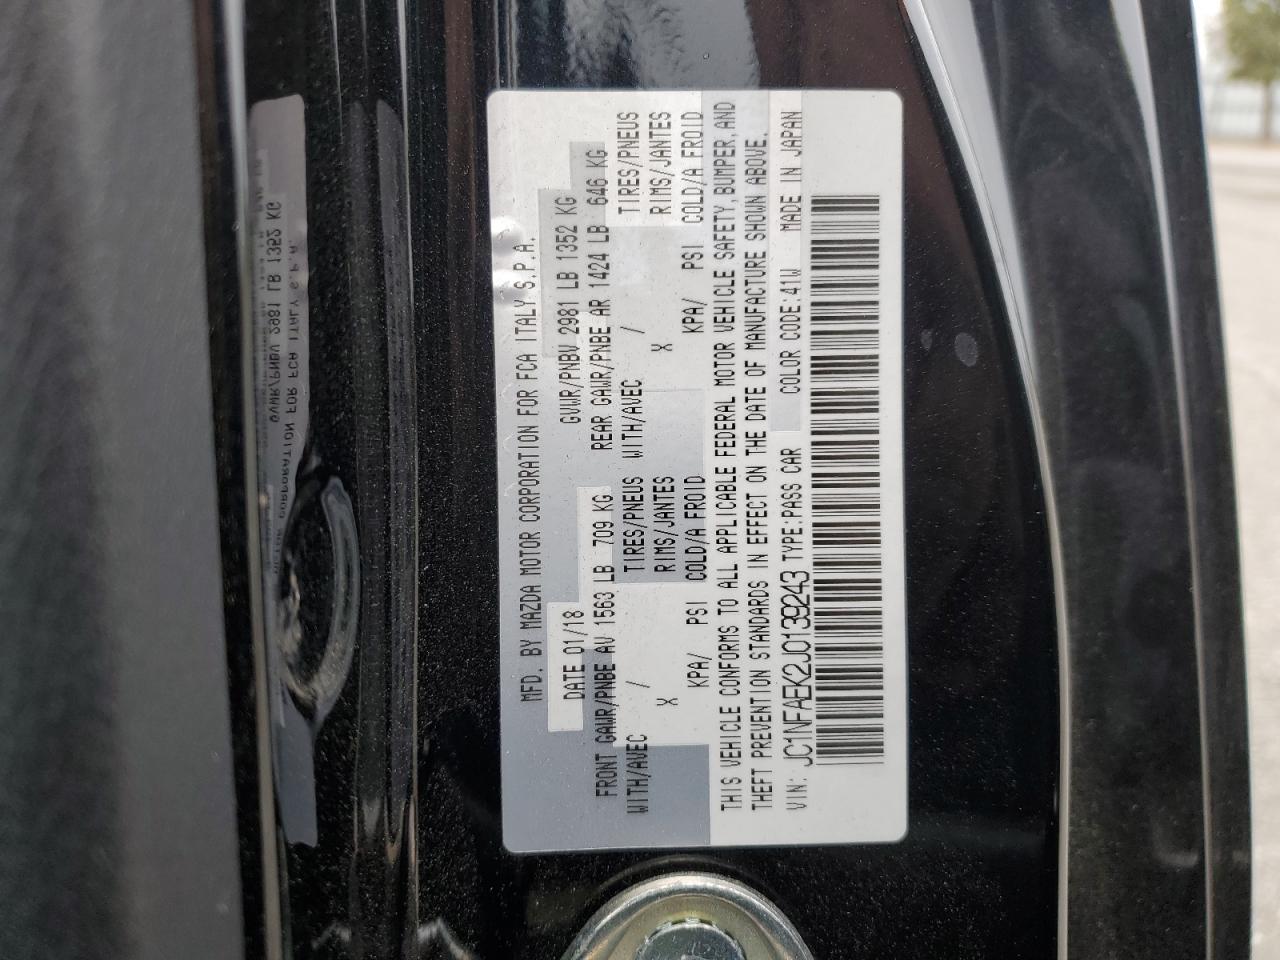 MFD. BY MAZDA MOTOR CORPORATION FOR FCA ITALY S.P.A.
DATE 01/18 GVWR/PNBV 2981 LB 1352 KG
FRONT GAWR/PNBE AV 1563 LB 709 KG REAR GAWR/PNBE AR 1424 LB 646 KG
WITH/AVEC / TIRES/PNEUS WITH/AVEC / TIRES/PNEUS
X RIMS/JANTES X RIMS/JANTES
KPA/ PSI COLD/A FROID KPA/ PSI COLD/A FROID
THIS VEHICLE CONFORMS TO ALL APPLICABLE FEDERAL MOTOR VEHICLE SAFETY, BUMPER, AND
THEFT PREVENTION STANDARDS IN EFFECT ON THE DATE OF MANUFACTURE SHOWN ABOVE.
VIN: JC1NFAEK2J0139243 TYPE:PASS CAR COLOR CODE:41W MADE IN JAPAN